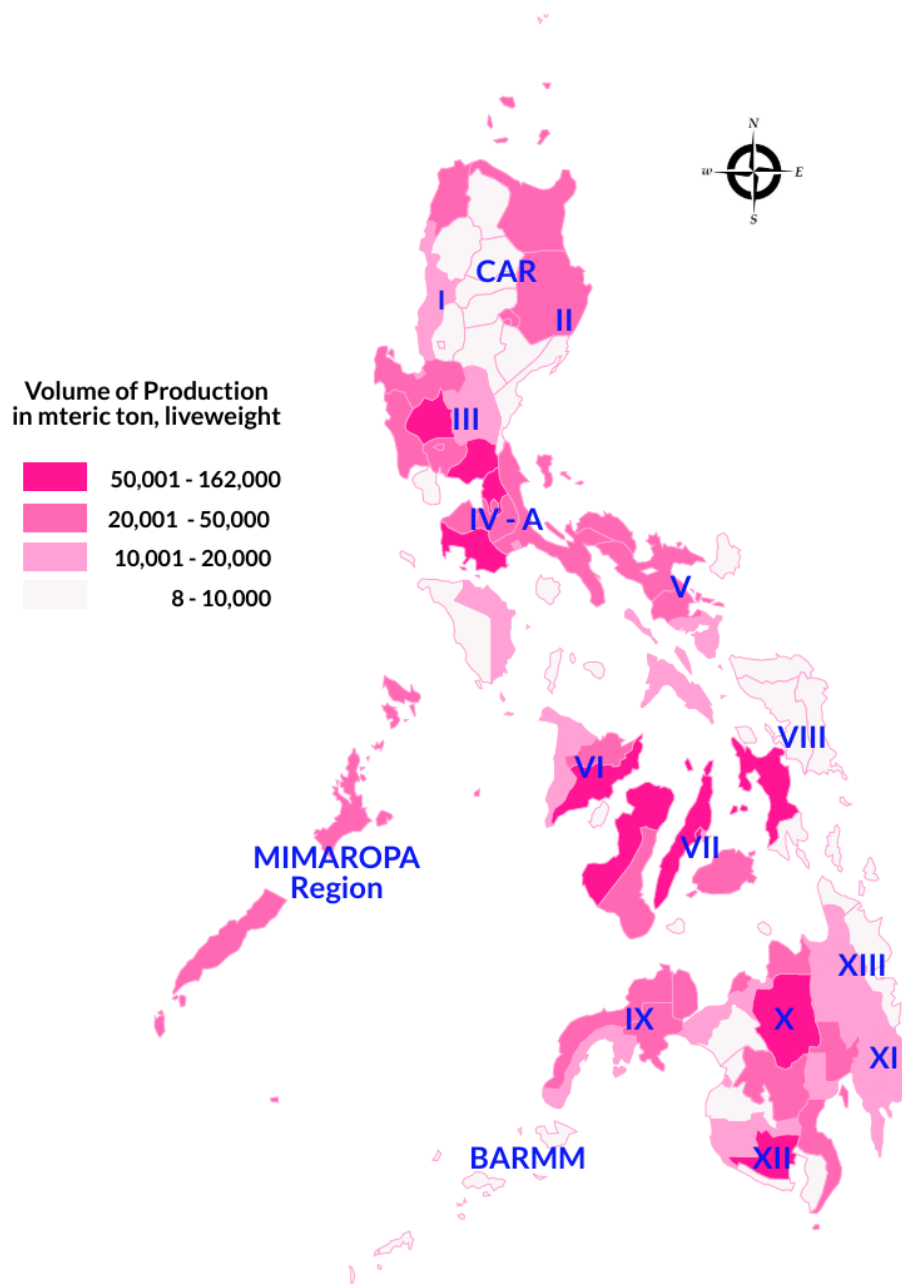 N
W
E
S
CAR
I
II
Volume of Production
in mteric ton, liveweight
III
50,001 - 162,000
20,001 - 50,000
IV - A
10,001 - 20,000
V
8 - 10,000
VIII
VI
VII
MIMAROPA
Region
XIII
IX
X
XI
BARMM
XII